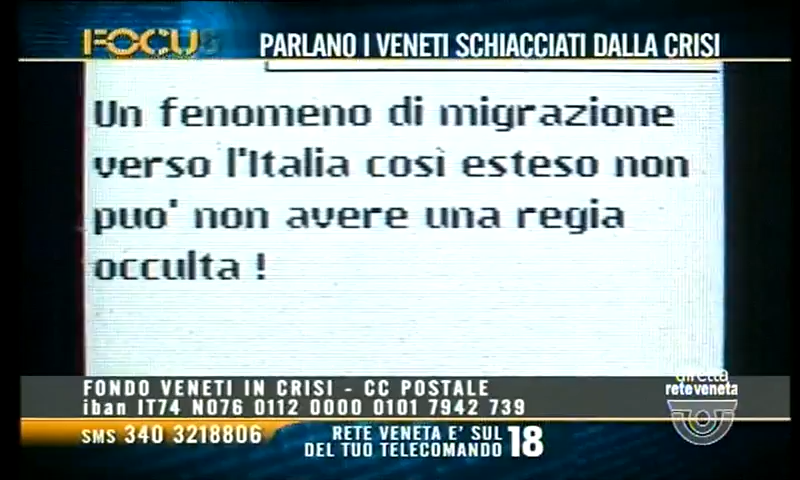 FOCUS
PARLANO I VENETI SCHIACCIATI DALLA CRISI
Un fenomeno di migrazione
verso l'Italia così esteso non
puo' non avere una regia
occulta !
FONDO VENETI IN CRISI - CC POSTALE
iban IT74 N076 0112 0000 0101 7942 739
diretta
reteveneta
SMS 340 3218806
RETE VENETA E' SUL
DEL TUO TELECOMANDO 18